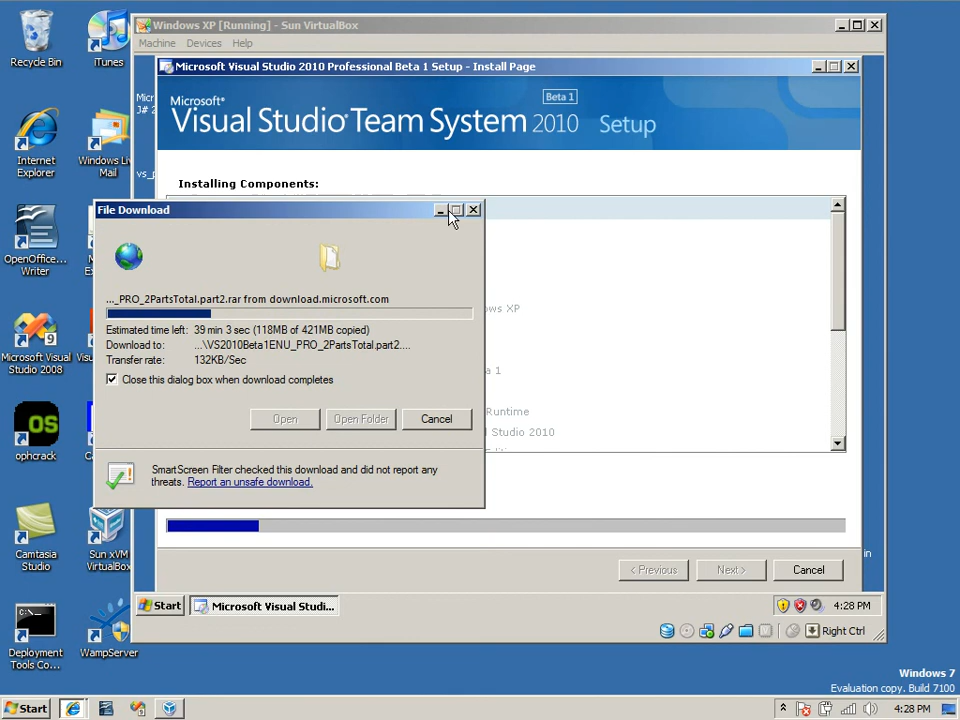 Recycle Bin
iTunes
Internet
Explorer
Windows Li
Mail
OpenOffice...
Writer
Microsoft Visual
Studio 2008
ophcrack
Camtasia
Studio
Sun xVM
VirtualBox
Deployment
Tools Co...
WampServer
Windows XP [Running] - Sun VirtualBox
Machine Devices Help
Microsoft Visual Studio 2010 Professional Beta 1 Setup - Install Page
Microsoft®
Visual Studio Team System 2010 Setup
Beta 1
Installing Components:
ows XP
a 1
Runtime
l Studio 2010
File Download
..._PRO_2PartsTotal.part2.rar from download.microsoft.com
Estimated time left: 39 min 3 sec (118MB of 421MB copied)
Download to: ...\VS2010Beta1ENU_PRO_2PartsTotal.part2....
Transfer rate: 132KB/Sec
Close this dialog box when download completes
Open Open Folder Cancel
SmartScreen Filter checked this download and did not report any
threats. Report an unsafe download.
< Previous Next > Cancel
Start Microsoft Visual Studi... 4:28 PM
Right Ctrl
Windows 7
Evaluation copy. Build 7100
Start 4:28 PM